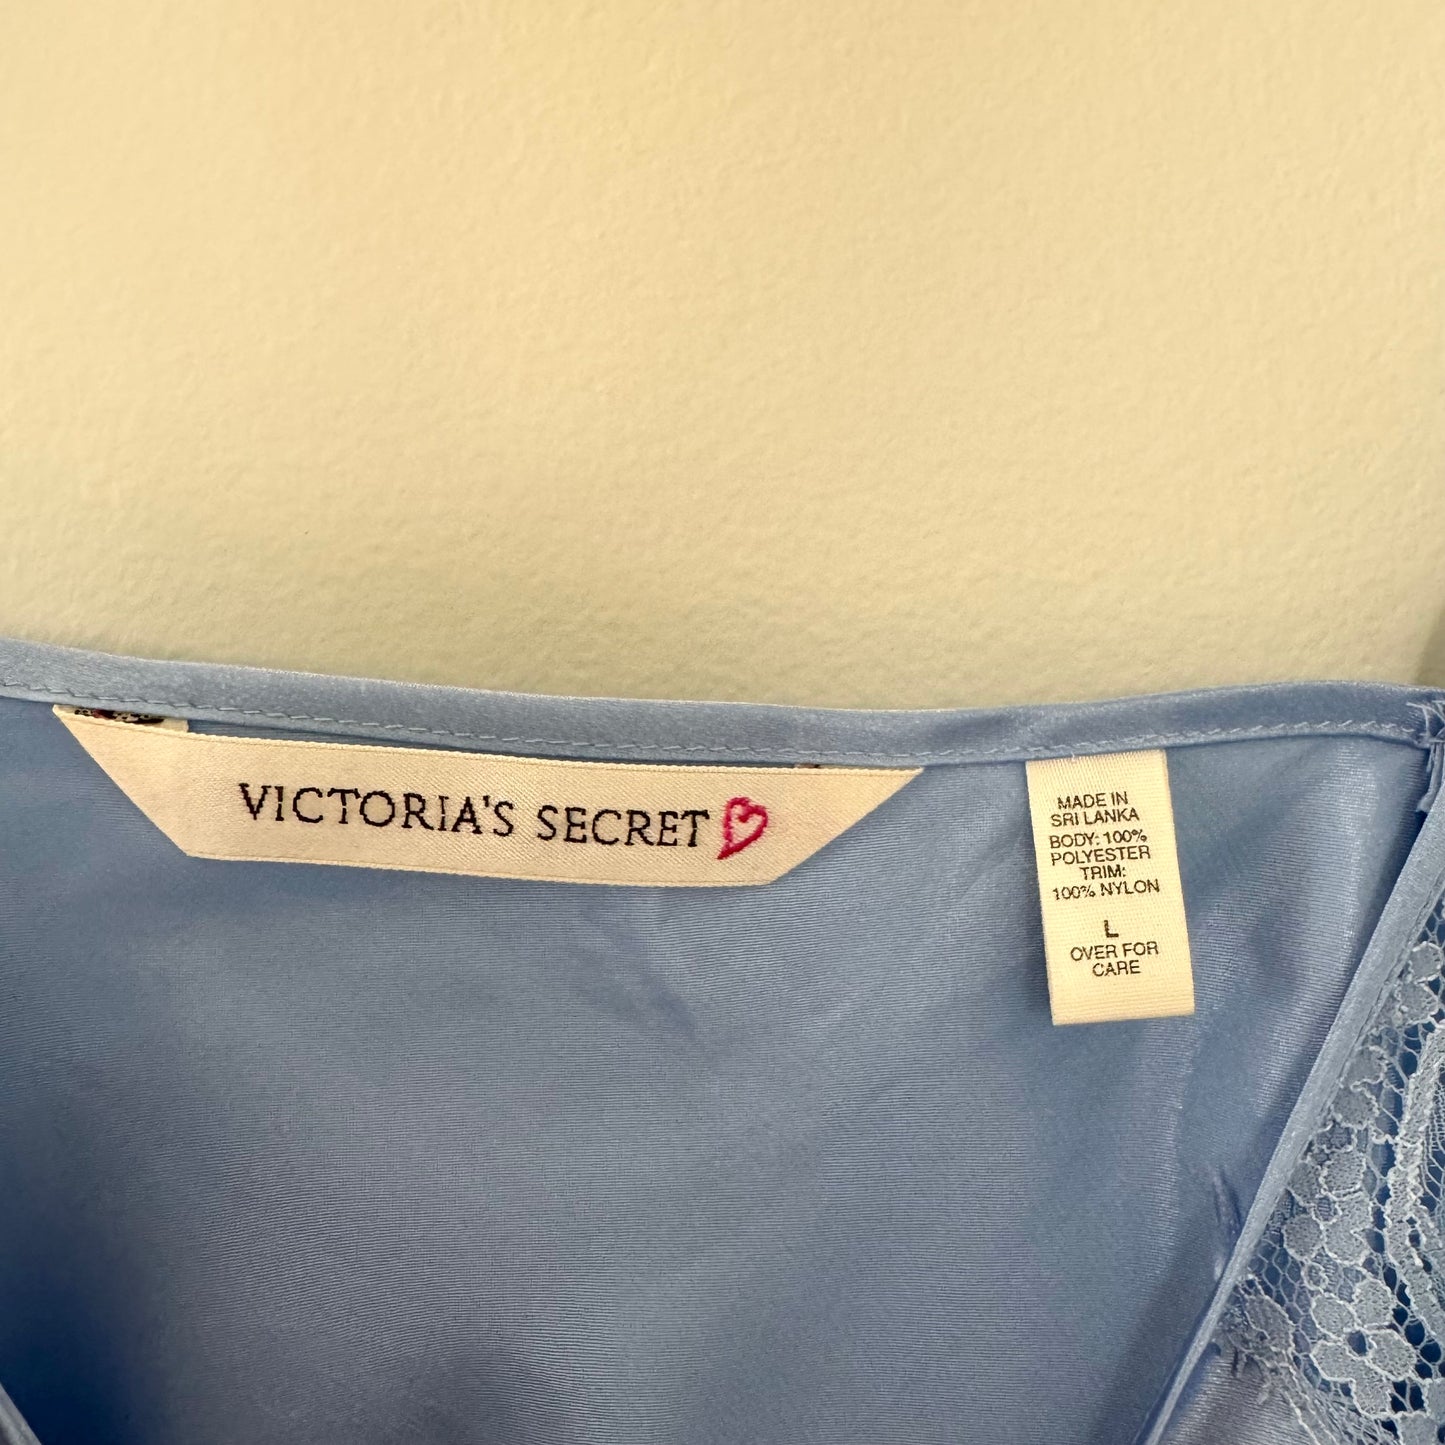 VICTORIA'S SECRET
MADE IN
SRI LANKA
BODY: 100%
POLYESTER
TRIM:
100% NYLON
L
OVER FOR
CARE